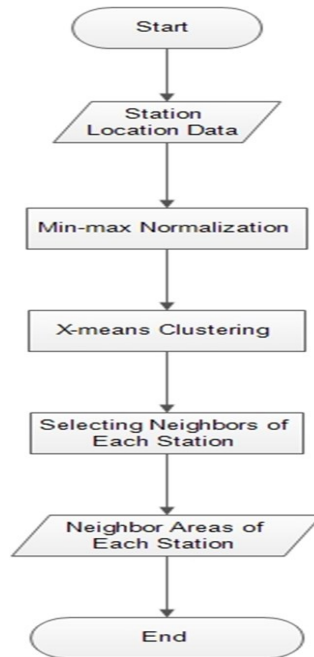 Start
Station
Location Data
Min-max Normalization
X-means Clustering
Selecting Neighbors of
Each Station
Neighbor Areas of
Each Station
End